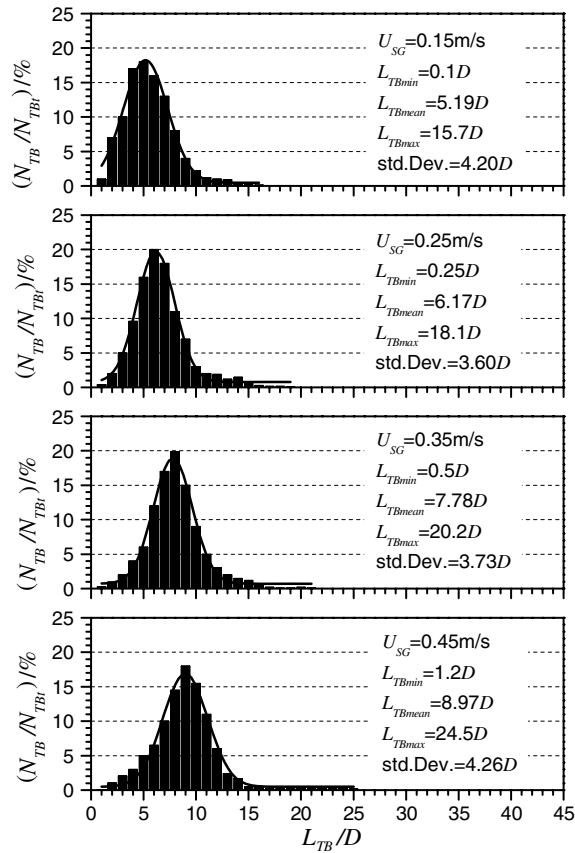 25
20
15
10
5
0
(N_TB/N_TBt)/%
U_SG=0.15m/s
L_TBmin=0.1D
L_TBmean=5.19D
L_TBmax=15.7D
std.Dev.=4.20D
25
20
15
10
5
0
(N_TB/N_TBt)/%
U_SG=0.25m/s
L_TBmin=0.25D
L_TBmean=6.17D
L_TBmax=18.1D
std.Dev.=3.60D
25
20
15
10
5
0
(N_TB/N_TBt)/%
U_SG=0.35m/s
L_TBmin=0.5D
L_TBmean=7.78D
L_TBmax=20.2D
std.Dev.=3.73D
25
20
15
10
5
0
(N_TB/N_TBt)/%
U_SG=0.45m/s
L_TBmin=1.2D
L_TBmean=8.97D
L_TBmax=24.5D
std.Dev.=4.26D
0 5 10 15 20 25 30 35 40 45
L_TB/D